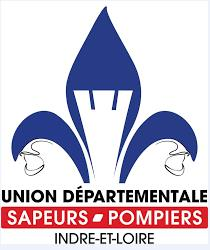 UNION DÉPARTEMENTALE
SAPEURS - POMPIERS
INDRE-ET-LOIRE